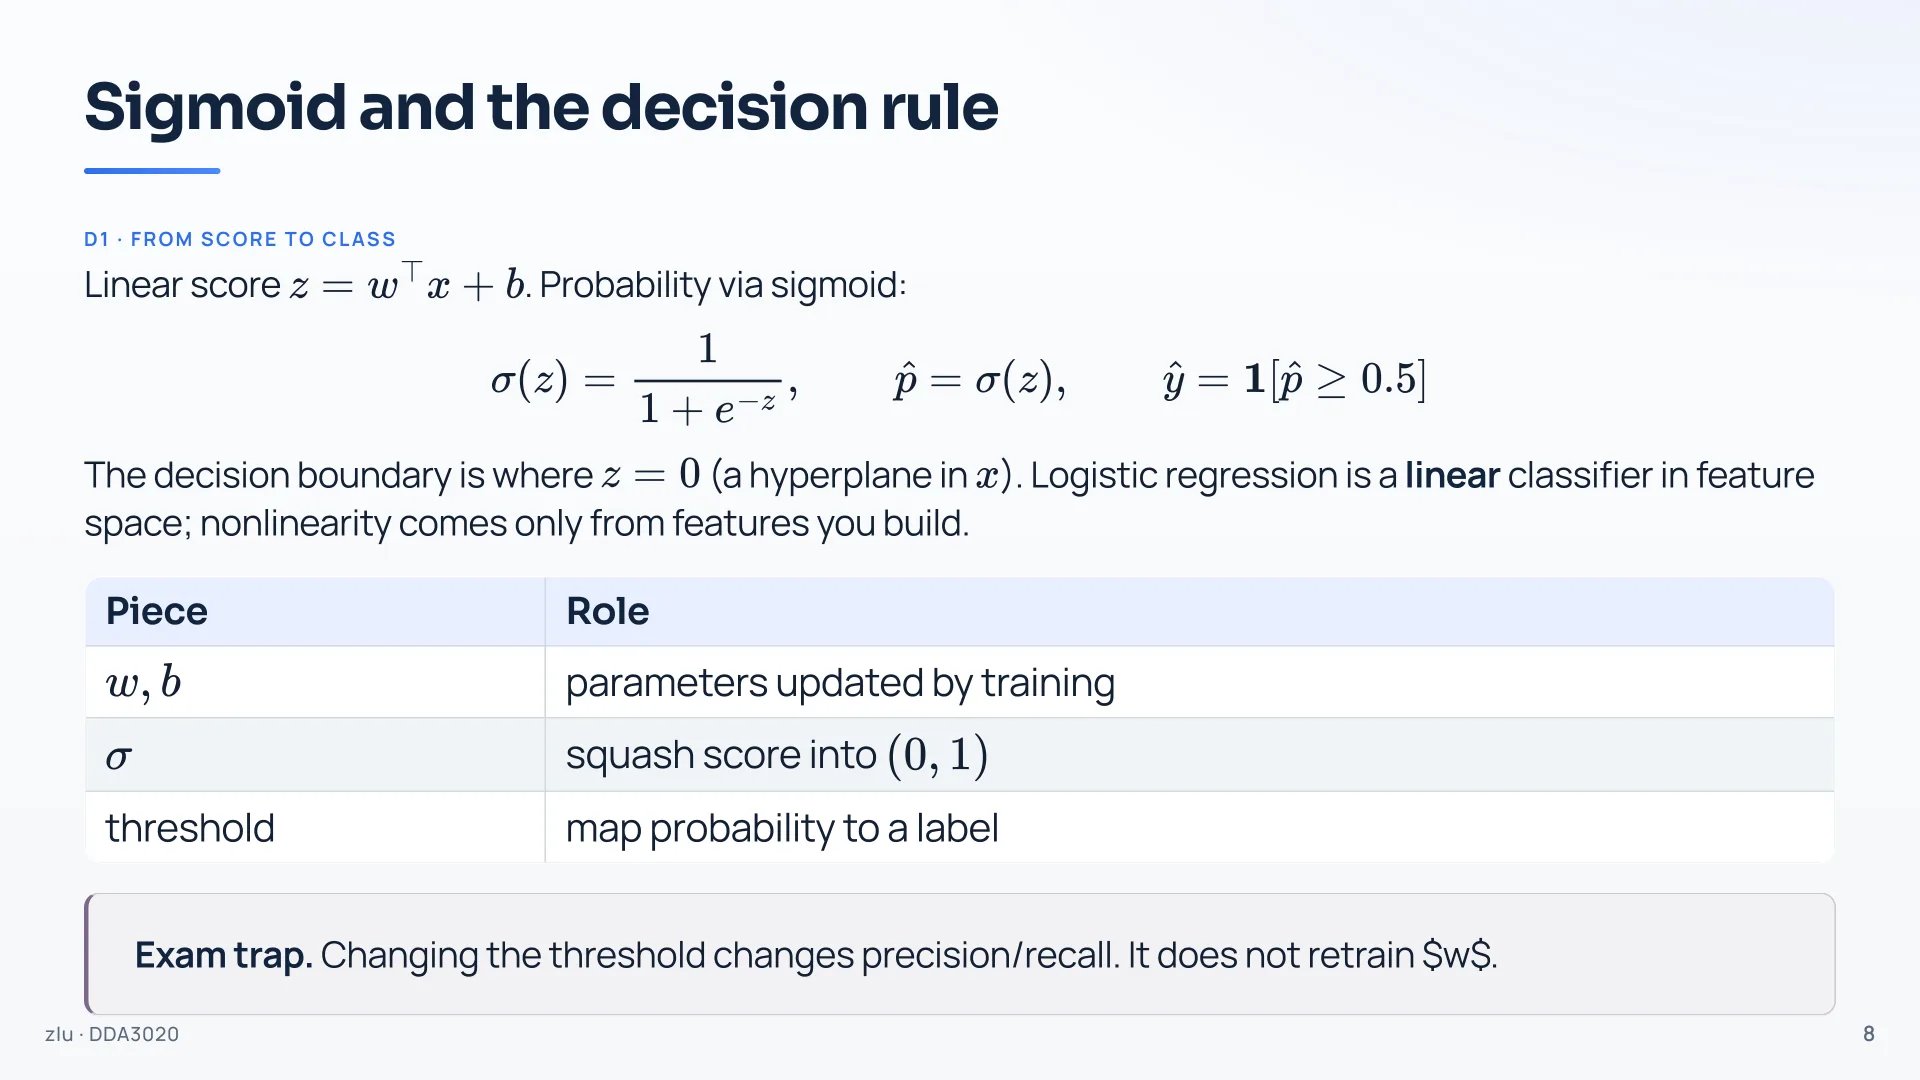 Sigmoid and the decision rule
D1 · FROM SCORE TO CLASS
Linear score z = w⊤x + b. Probability via sigmoid:
σ(z) = 1 / (1 + e^{−z}), p̂ = σ(z), ŷ = 𝟏[p̂ ≥ 0.5]
The decision boundary is where z = 0 (a hyperplane in x). Logistic regression is a linear classifier in feature
space; nonlinearity comes only from features you build.
Piece Role
w, b parameters updated by training
σ squash score into (0, 1)
threshold map probability to a label
Exam trap. Changing the threshold changes precision/recall. It does not retrain $w$.
zlu · DDA3020
8